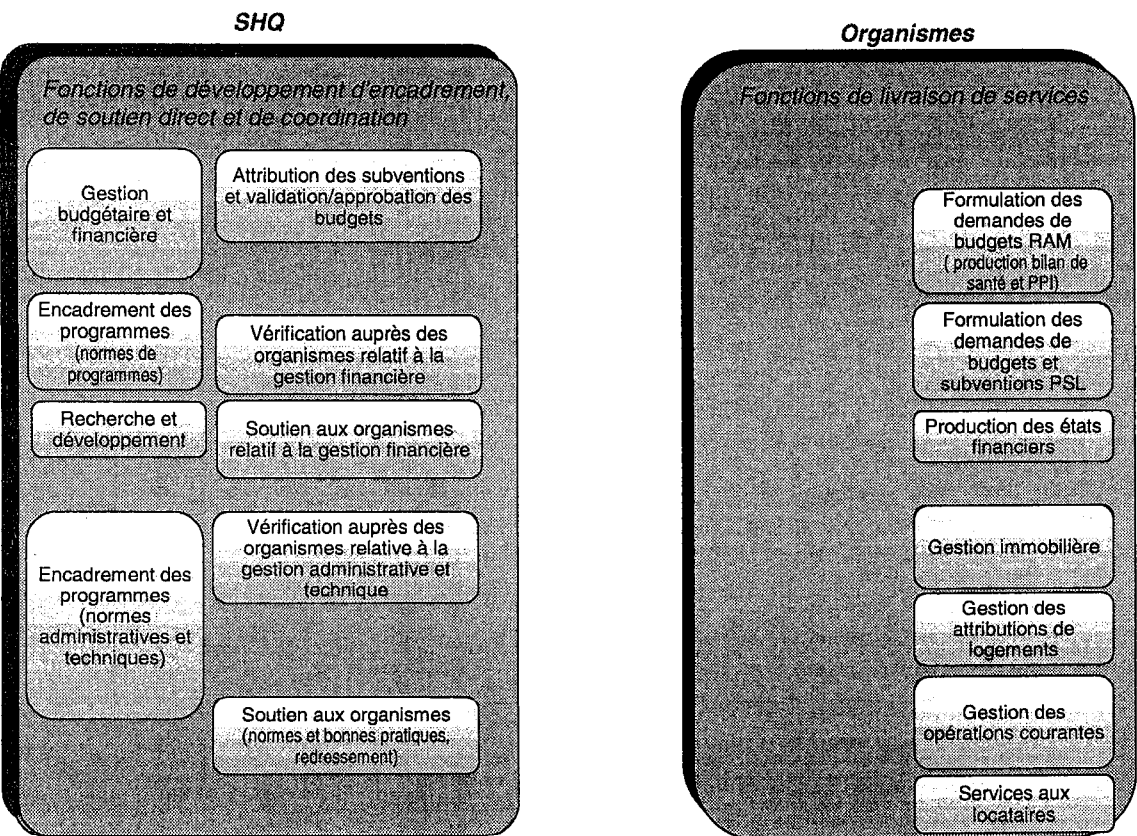 SHQ
Fonctions de développement d'encadrement,
de soutien direct et de coordination
Gestion
budgétaire et
financière
Attribution des subventions
et validation/approbation des
budgets
Encadrement des
programmes
(normes de
programmes)
Vérification auprès des
organismes relatif à la
gestion financière
Recherche et
développement
Soutien aux organismes
relatif à la gestion financière
Encadrement des
programmes
(normes
administratives et
techniques)
Vérification auprès des
organismes relative à la
gestion administrative et
technique
Soutien aux organismes
(normes et bonnes pratiques,
redressement)
Organismes
Fonctions de livraison de services
Formulation des
demandes de
budgets RAM
( production bilan de
santé et PPI)
Formulation des
demandes de
budgets et
subventions PSL
Production des états
financiers
Gestion immobilière
Gestion des
attributions de
logements
Gestion des
opérations courantes
Services aux
locataires